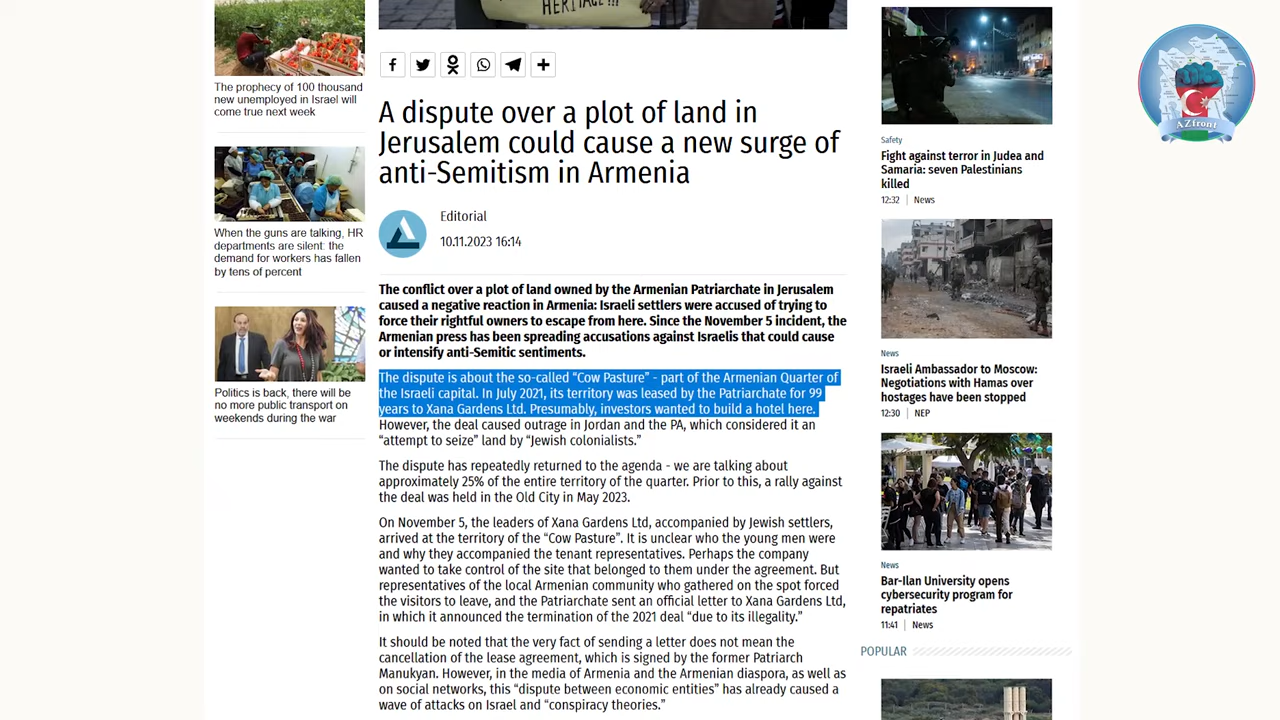 HERITAGE!!!
The prophecy of 100 thousand
new unemployed in Israel will
come true next week
When the guns are talking, HR
departments are silent: the
demand for workers has fallen
by tens of percent
Politics is back, there will be
no more public transport on
weekends during the war
A dispute over a plot of land in
Jerusalem could cause a new surge of
anti-Semitism in Armenia
Editorial
10.11.2023 16:14
The conflict over a plot of land owned by the Armenian Patriarchate in Jerusalem
caused a negative reaction in Armenia: Israeli settlers were accused of trying to
force their rightful owners to escape from here. Since the November 5 incident, the
Armenian press has been spreading accusations against Israelis that could cause
or intensify anti-Semitic sentiments.
The dispute is about the so-called “Cow Pasture” - part of the Armenian Quarter of
the Israeli capital. In July 2021, its territory was leased by the Patriarchate for 99
years to Xana Gardens Ltd. Presumably, investors wanted to build a hotel here.
However, the deal caused outrage in Jordan and the PA, which considered it an
“attempt to seize” land by “Jewish colonialists.”
The dispute has repeatedly returned to the agenda - we are talking about
approximately 25% of the entire territory of the quarter. Prior to this, a rally against
the deal was held in the Old City in May 2023.
On November 5, the leaders of Xana Gardens Ltd, accompanied by Jewish settlers,
arrived at the territory of the “Cow Pasture”. It is unclear who the young men were
and why they accompanied the tenant representatives. Perhaps the company
wanted to take control of the site that belonged to them under the agreement. But
representatives of the local Armenian community who gathered on the spot forced
the visitors to leave, and the Patriarchate sent an official letter to Xana Gardens Ltd,
in which it announced the termination of the 2021 deal “due to its illegality.”
It should be noted that the very fact of sending a letter does not mean the
cancellation of the lease agreement, which is signed by the former Patriarch
Manukyan. However, in the media of Armenia and the Armenian diaspora, as well as
on social networks, this “dispute between economic entities” has already caused a
wave of attacks on Israel and “conspiracy theories.”
Safety
Fight against terror in Judea and
Samaria: seven Palestinians
killed
12:32 | News
News
Israeli Ambassador to Moscow:
Negotiations with Hamas over
hostages have been stopped
12:30 | NEP
News
Bar-Ilan University opens
cybersecurity program for
repatriates
11:41 | News
POPULAR
AZfront